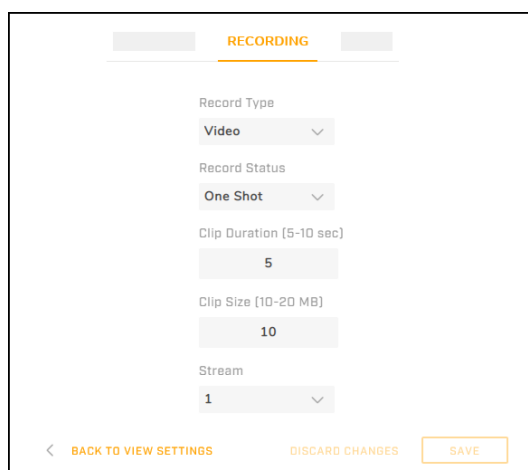 RECORDING
Record Type
Video
Record Status
One Shot
Clip Duration (5-10 sec)
5
Clip Size (10-20 MB)
10
Stream
1
BACK TO VIEW SETTINGS DISCARD CHANGES SAVE